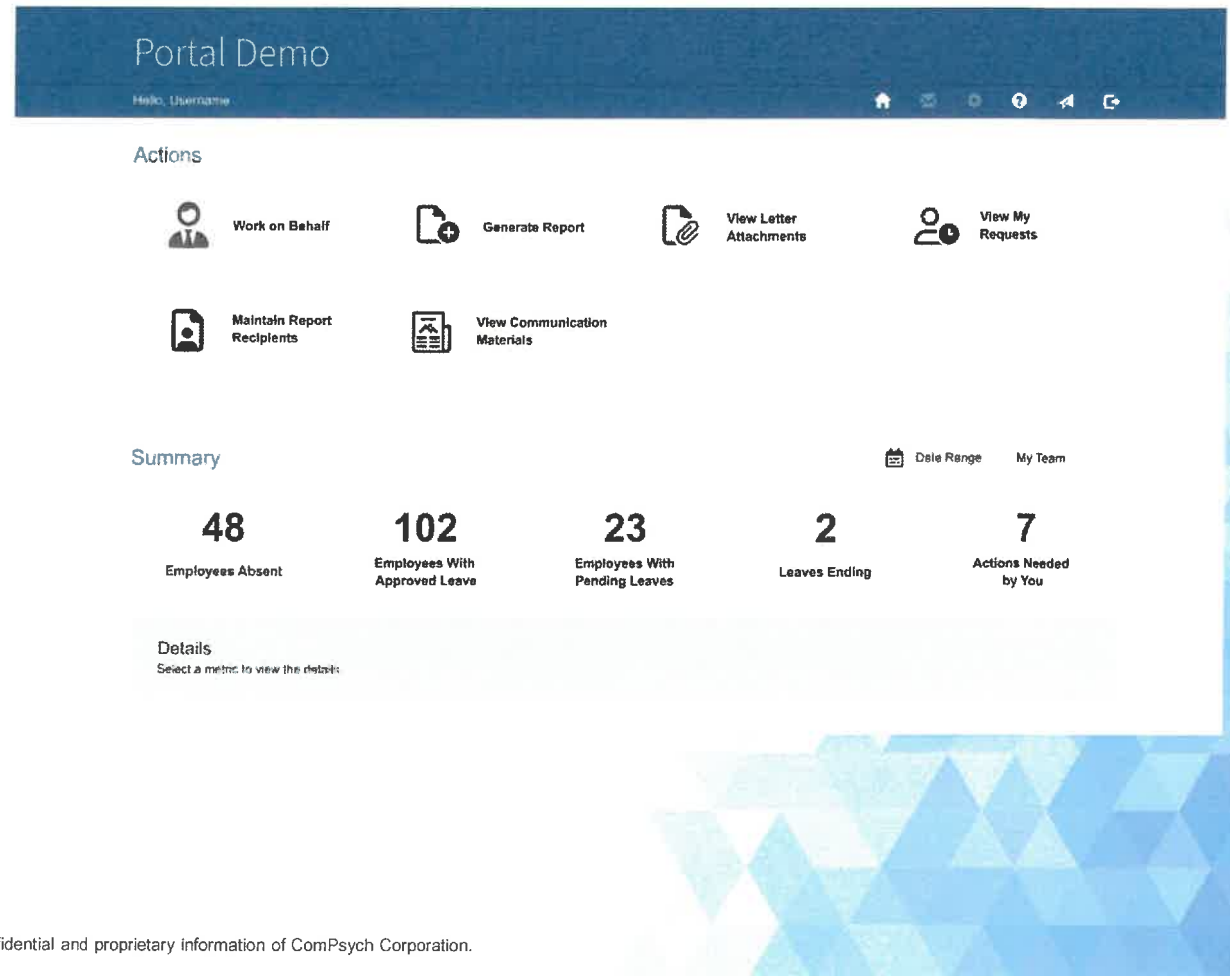 Portal Demo
Hello, Username
Actions
Work on Behalf
Generate Report
View Letter
Attachments
View My
Requests
Maintain Report
Recipients
View Communication
Materials
Summary
Date Range
My Team
48
Employees Absent
102
Employees With
Approved Leave
23
Employees With
Pending Leaves
2
Leaves Ending
7
Actions Needed
by You
Details
Select a metric to view the details
fidential and proprietary information of ComPsych Corporation.